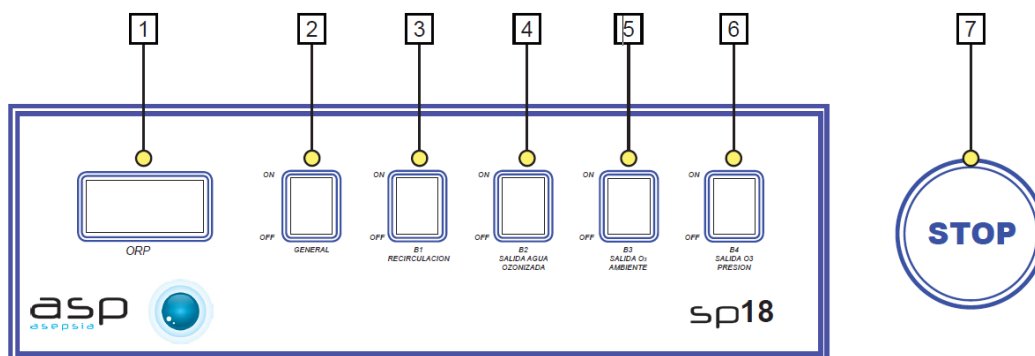 1 2 3 4 5 6 7
ON ON ON ON ON
OFF OFF OFF OFF OFF
ORP
GENERAL
B1
RECIRCULACION
B2
SALIDA AGUA
OZONIZADA
B3
SALIDA O₃
AMBIENTE
B4
SALIDA O3
PRESION
STOP
asp
asepsia
sp18